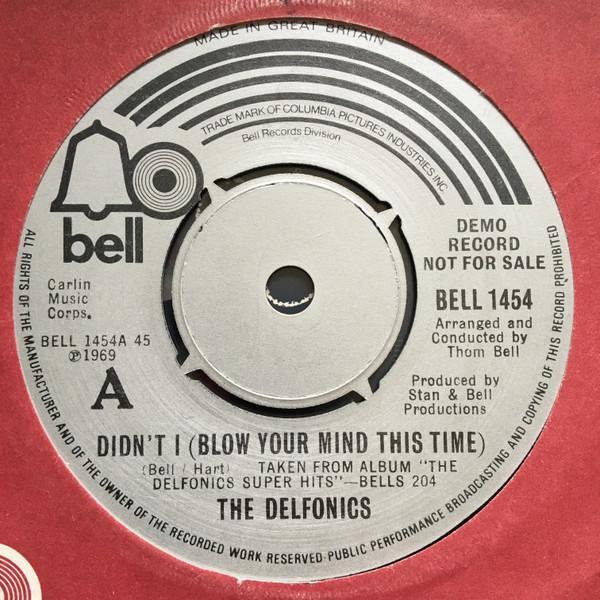 MADE IN GREAT BRITAIN
TRADE MARK OF COLUMBIA PICTURES INDUSTRIES INC.
Bell Records Division
bell
DEMO
RECORD
NOT FOR SALE
Carlin
Music
Corps.
BELL 1454
BELL 1454A 45
℗1969
Arranged and
Conducted by
Thom Bell
A
Produced by
Stan & Bell
Productions
DIDN'T I (BLOW YOUR MIND THIS TIME)
(Bell / Hart) TAKEN FROM ALBUM "THE
DELFONICS SUPER HITS"—BELLS 204
THE DELFONICS
ALL RIGHTS OF THE MANUFACTURER AND OF THE OWNER OF THE RECORDED WORK RESERVED PUBLIC PERFORMANCE BROADCASTING AND COPYING OF THIS RECORD PROHIBITED